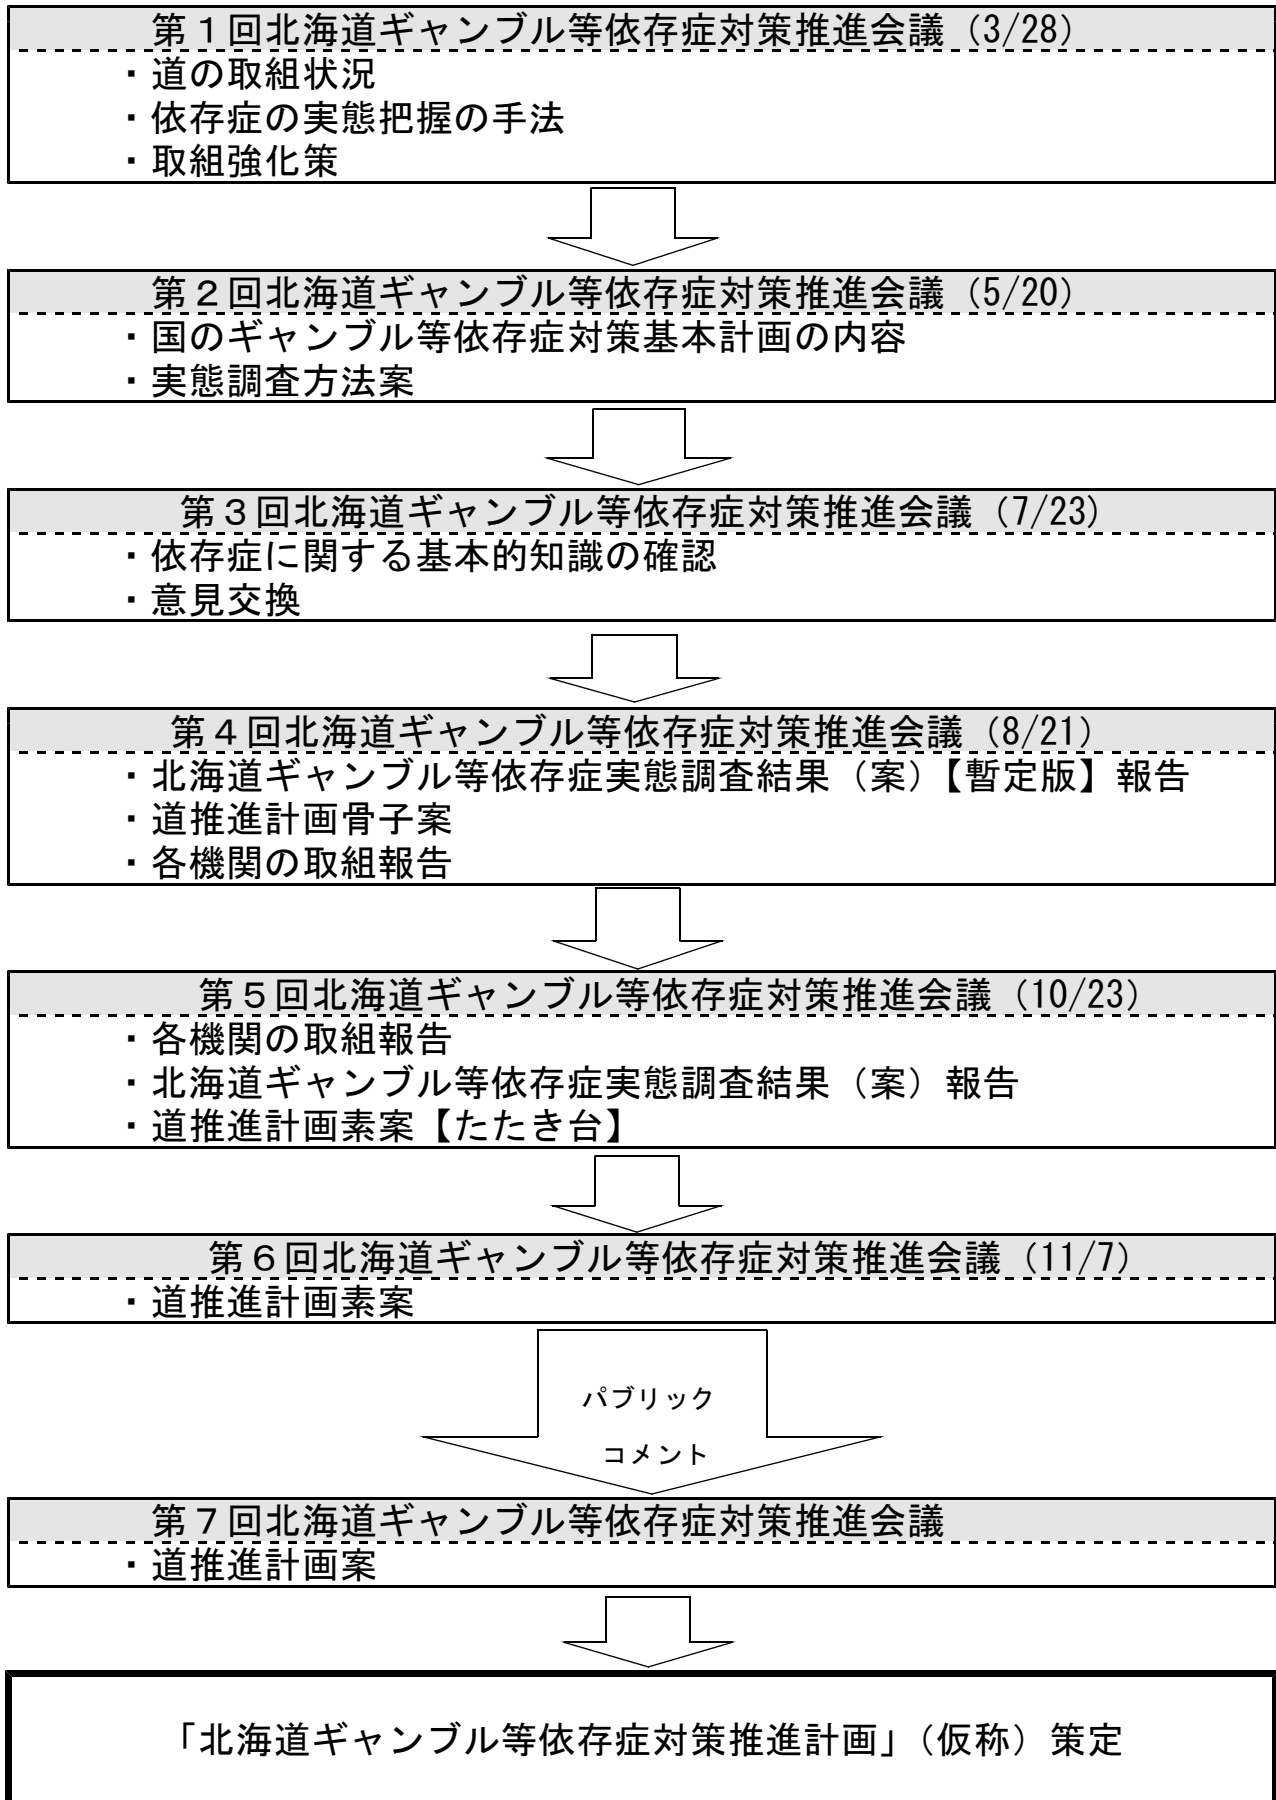 第１回北海道ギャンブル等依存症対策推進会議（3/28）
・道の取組状況
・依存症の実態把握の手法
・取組強化策
第２回北海道ギャンブル等依存症対策推進会議（5/20）
・国のギャンブル等依存症対策基本計画の内容
・実態調査方法案
第３回北海道ギャンブル等依存症対策推進会議（7/23）
・依存症に関する基本的知識の確認
・意見交換
第４回北海道ギャンブル等依存症対策推進会議（8/21）
・北海道ギャンブル等依存症実態調査結果（案）【暫定版】報告
・道推進計画骨子案
・各機関の取組報告
第５回北海道ギャンブル等依存症対策推進会議（10/23）
・各機関の取組報告
・北海道ギャンブル等依存症実態調査結果（案）報告
・道推進計画素案【たたき台】
第６回北海道ギャンブル等依存症対策推進会議（11/7）
・道推進計画素案
パブリック
コメント
第７回北海道ギャンブル等依存症対策推進会議
・道推進計画案
「北海道ギャンブル等依存症対策推進計画」（仮称）策定